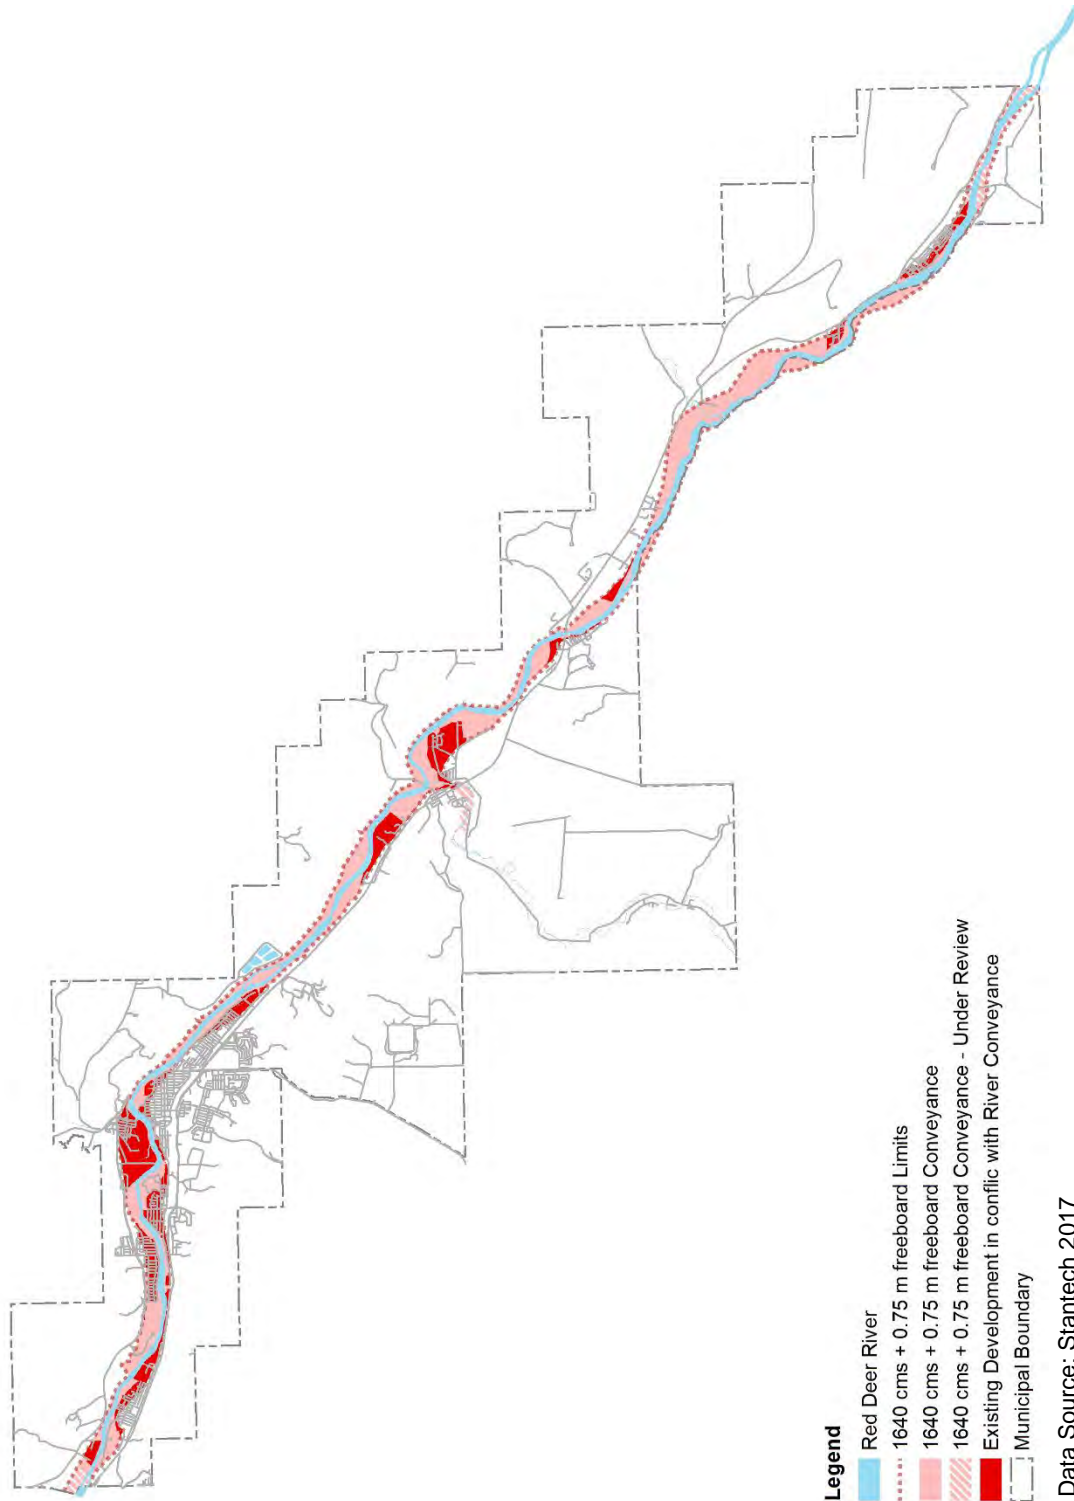 Legend
Red Deer River
1640 cms + 0.75 m freeboard Limits
1640 cms + 0.75 m freeboard Conveyance
1640 cms + 0.75 m freeboard Conveyance - Under Review
Existing Development in conflic with River Conveyance
Municipal Boundary
Data Source: Stantech 2017